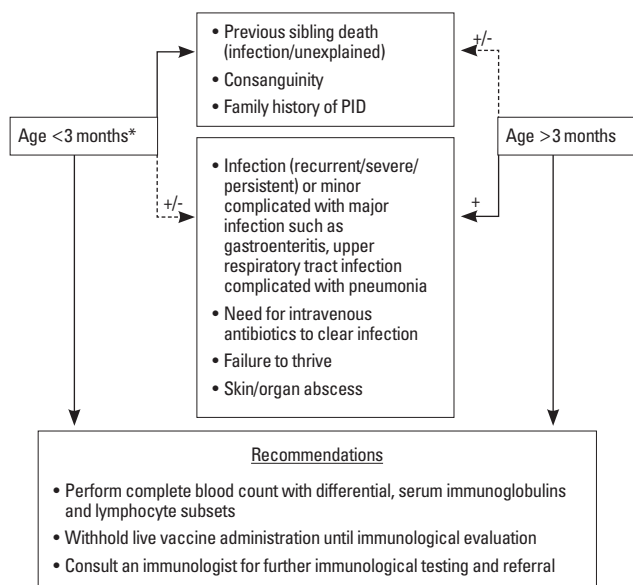 • Previous sibling death
(infection/unexplained)
• Consanguinity
• Family history of PID
+/-
Age <3 months*
Age >3 months
+/-
• Infection (recurrent/severe/
persistent) or minor
complicated with major
infection such as
gastroenteritis, upper
respiratory tract infection
complicated with pneumonia
• Need for intravenous
antibiotics to clear infection
• Failure to thrive
• Skin/organ abscess
+
Recommendations
• Perform complete blood count with differential, serum immunoglobulins
and lymphocyte subsets
• Withhold live vaccine administration until immunological evaluation
• Consult an immunologist for further immunological testing and referral